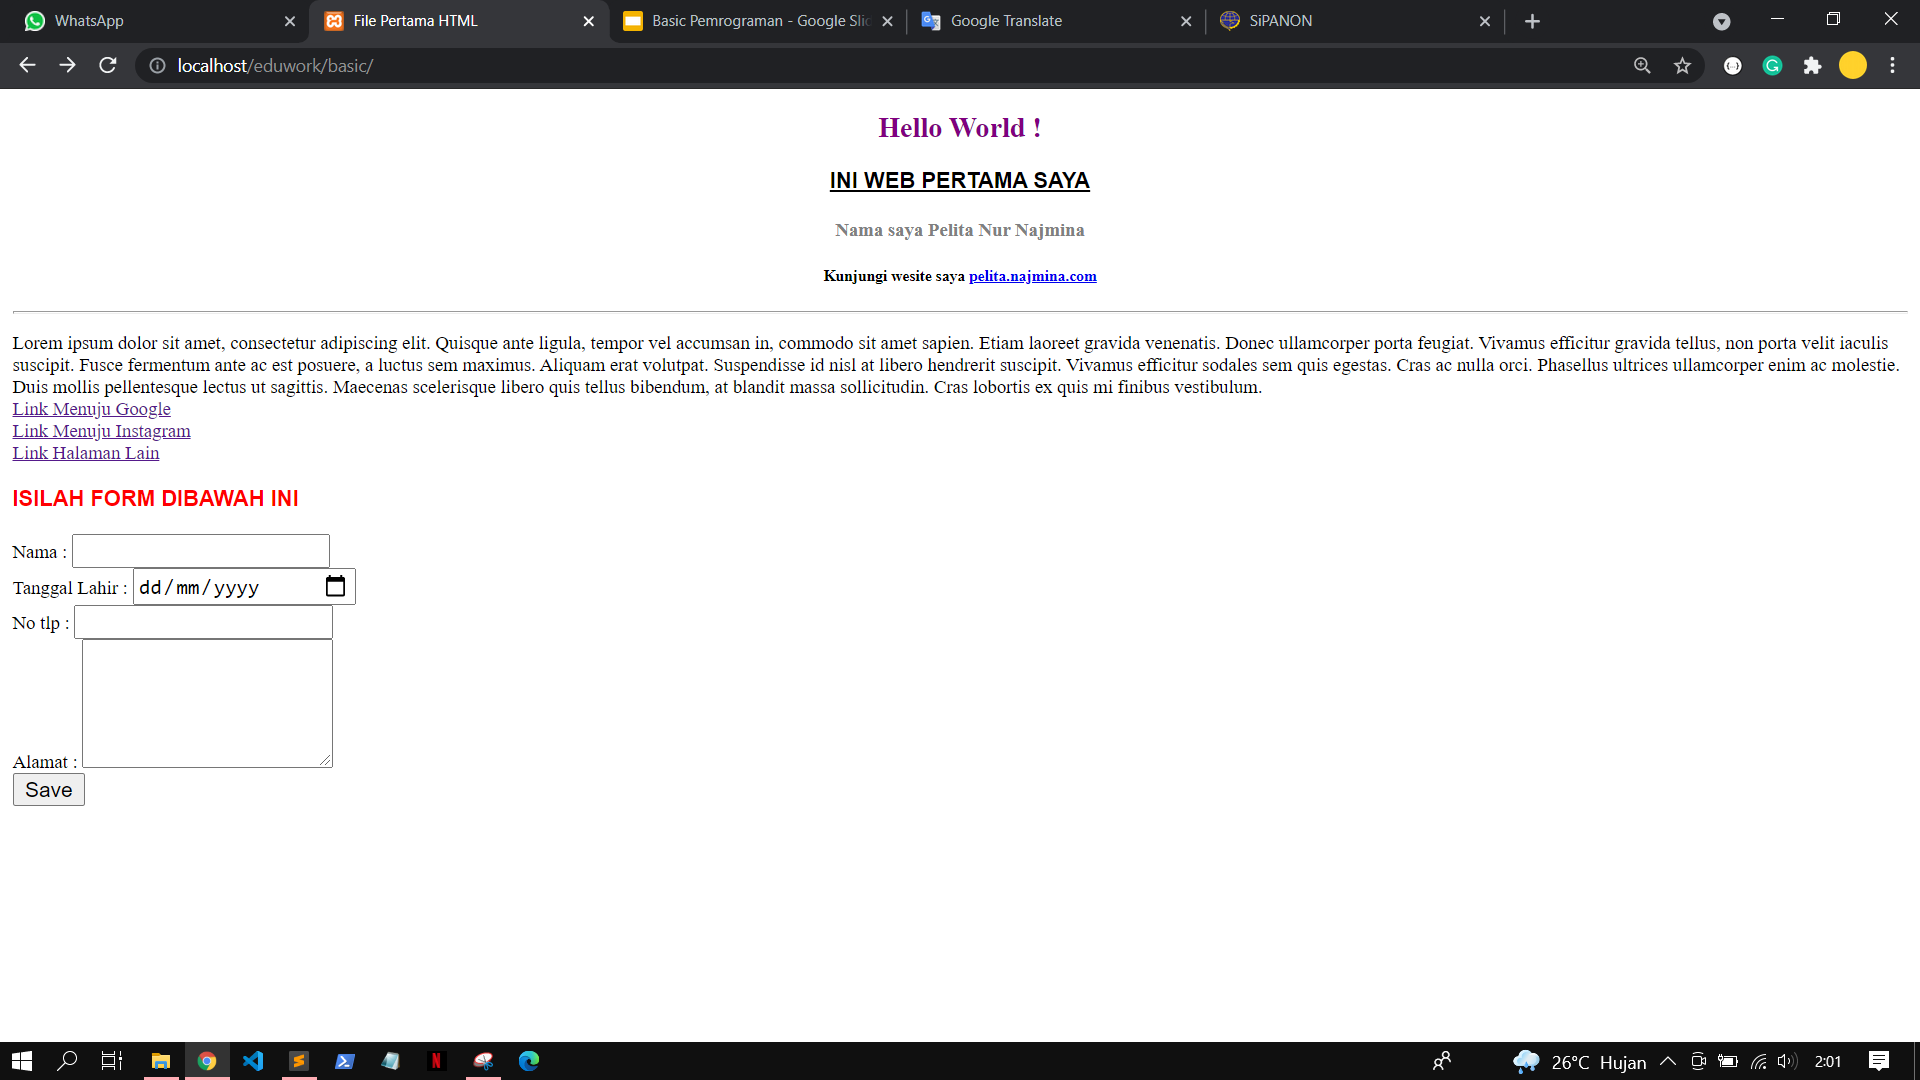 WhatsApp
File Pertama HTML
Basic Pemrograman - Google Slid
Google Translate
SiPANON
localhost/eduwork/basic/
Hello World !
INI WEB PERTAMA SAYA
Nama saya Pelita Nur Najmina
Kunjungi wesite saya pelita.najmina.com
Lorem ipsum dolor sit amet, consectetur adipiscing elit. Quisque ante ligula, tempor vel accumsan in, commodo sit amet sapien. Etiam laoreet gravida venenatis. Donec ullamcorper porta feugiat. Vivamus efficitur gravida tellus, non porta velit iaculis
suscipit. Fusce fermentum ante ac est posuere, a luctus sem maximus. Aliquam erat volutpat. Suspendisse id nisl at libero hendrerit suscipit. Vivamus efficitur sodales sem quis egestas. Cras ac nulla orci. Phasellus ultrices ullamcorper enim ac molestie.
Duis mollis pellentesque lectus ut sagittis. Maecenas scelerisque libero quis tellus bibendum, at blandit massa sollicitudin. Cras lobortis ex quis mi finibus vestibulum.
Link Menuju Google
Link Menuju Instagram
Link Halaman Lain
ISILAH FORM DIBAWAH INI
Nama :
Tanggal Lahir : dd/mm/yyyy
No tlp :
Alamat :
Save
26°C Hujan
2:01